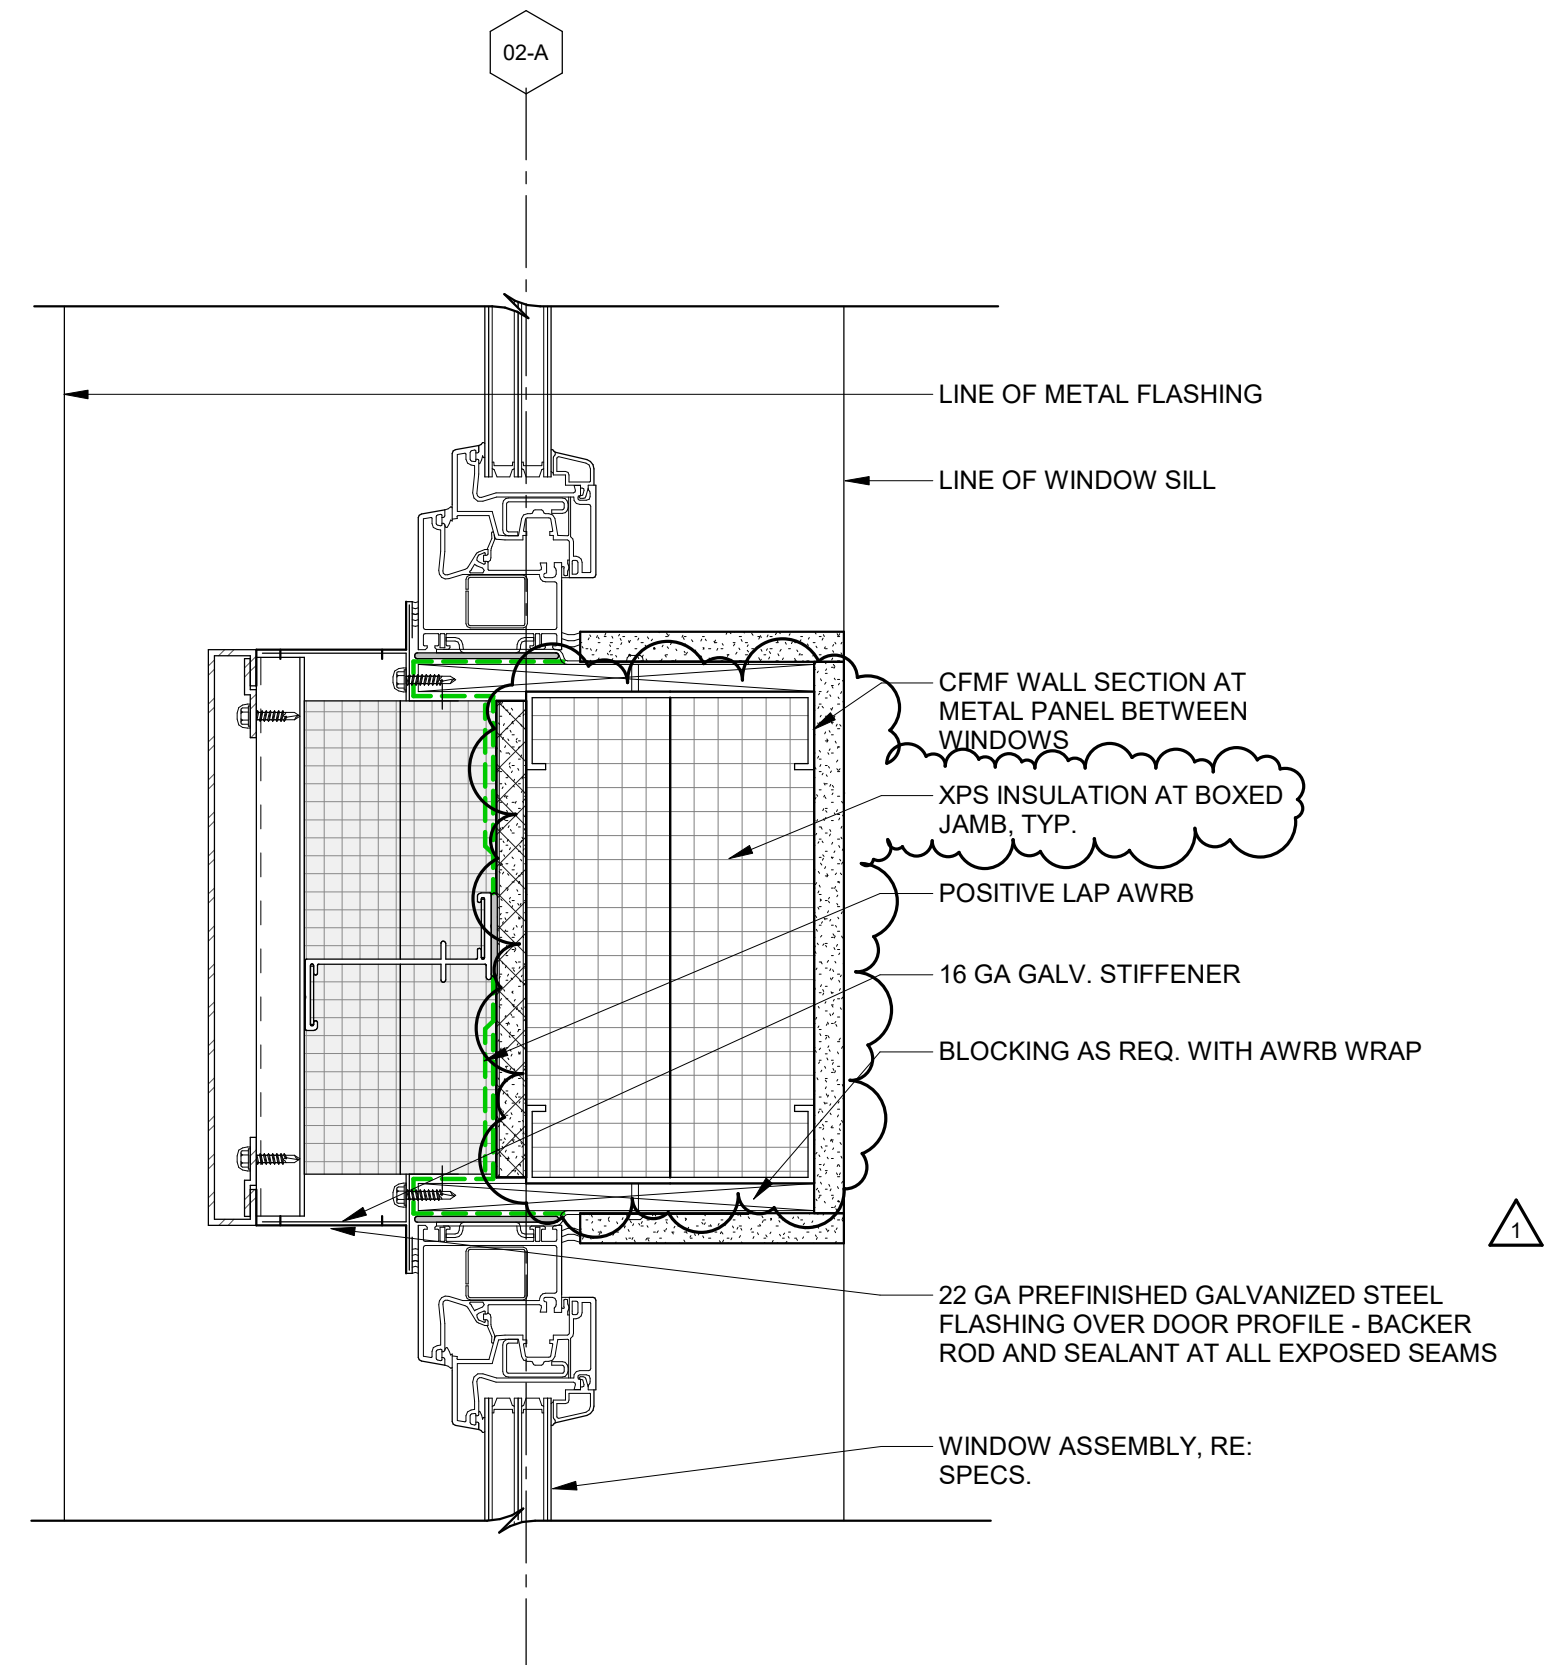 02-A
LINE OF METAL FLASHING
LINE OF WINDOW SILL
CFMF WALL SECTION AT
METAL PANEL BETWEEN
WINDOWS
XPS INSULATION AT BOXED
JAMB, TYP.
POSITIVE LAP AWRB
16 GA GALV. STIFFENER
BLOCKING AS REQ. WITH AWRB WRAP
1
22 GA PREFINISHED GALVANIZED STEEL
FLASHING OVER DOOR PROFILE - BACKER
ROD AND SEALANT AT ALL EXPOSED SEAMS
WINDOW ASSEMBLY, RE:
SPECS.